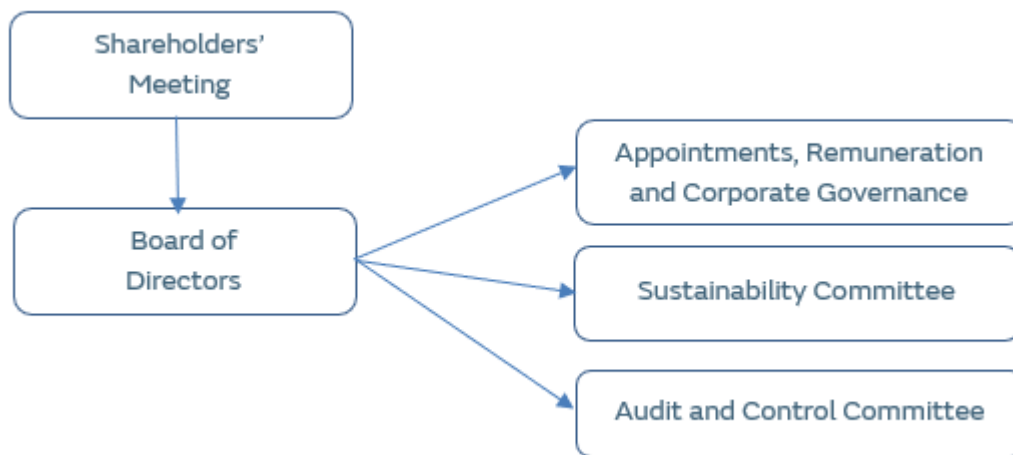 Shareholders’
Meeting
Board of
Directors
Appointments, Remuneration
and Corporate Governance
Sustainability Committee
Audit and Control Committee